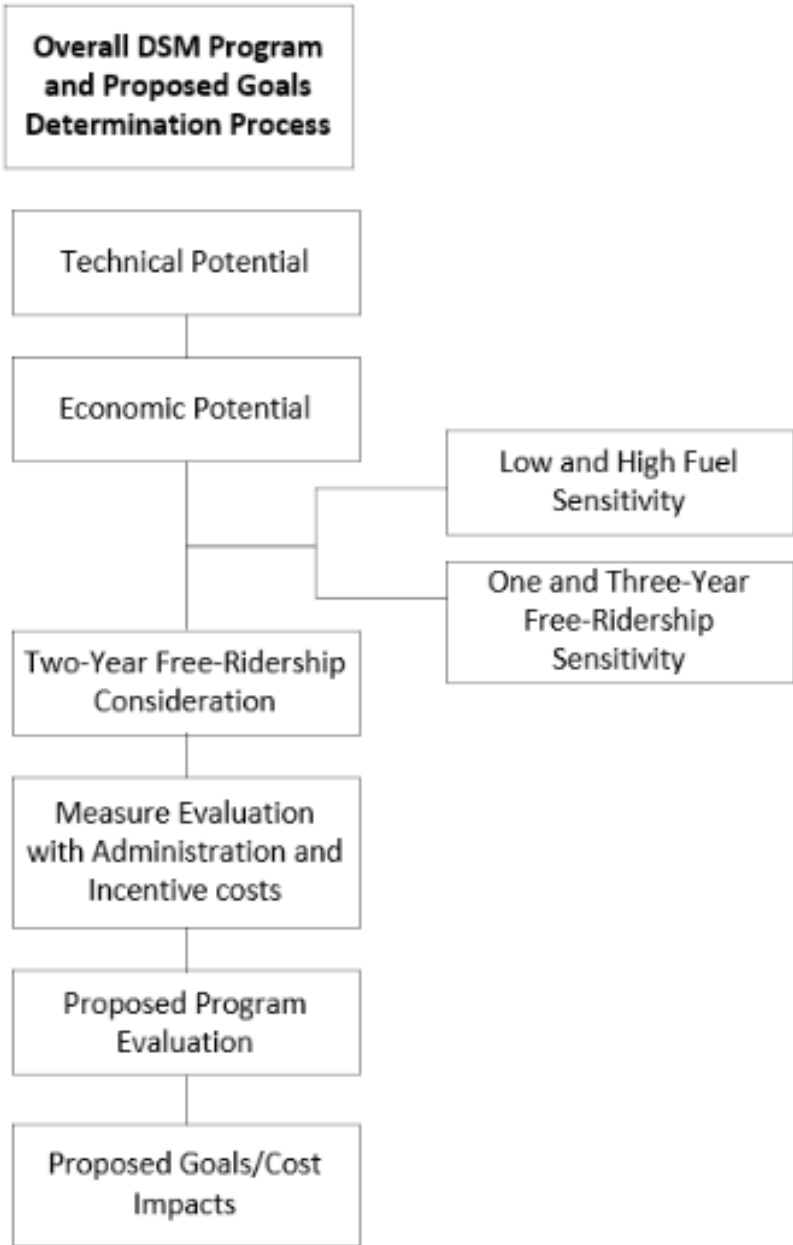 Overall DSM Program
and Proposed Goals
Determination Process
Technical Potential
Economic Potential
Low and High Fuel
Sensitivity
One and Three-Year
Free-Ridership
Sensitivity
Two-Year Free-Ridership
Consideration
Measure Evaluation
with Administration and
Incentive costs
Proposed Program
Evaluation
Proposed Goals/Cost
Impacts